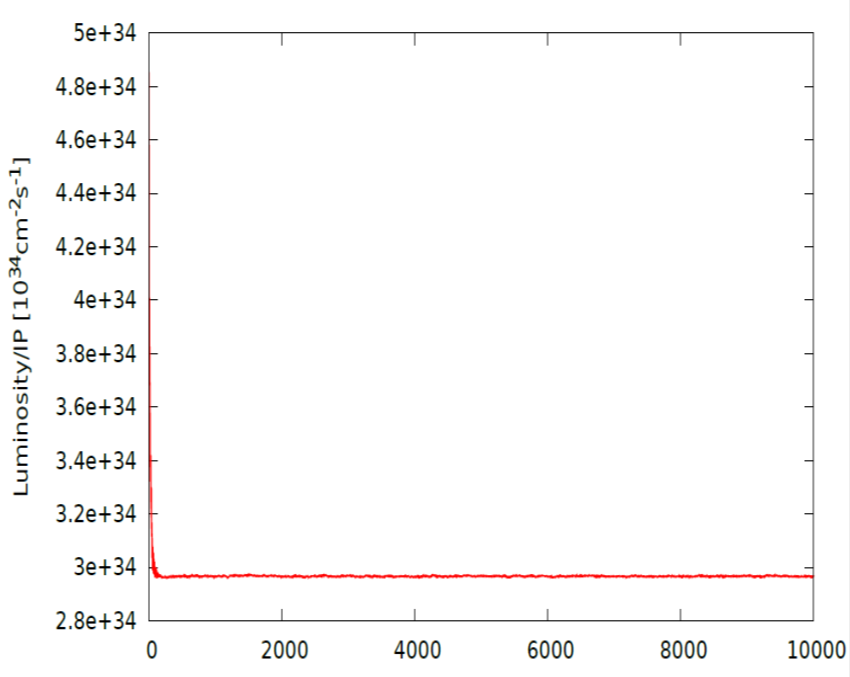 5e+34
4.8e+34
4.6e+34
4.4e+34
4.2e+34
4e+34
3.8e+34
3.6e+34
3.4e+34
3.2e+34
3e+34
2.8e+34
Luminosity/IP [10³⁴cm⁻²s⁻¹]
0 2000 4000 6000 8000 10000